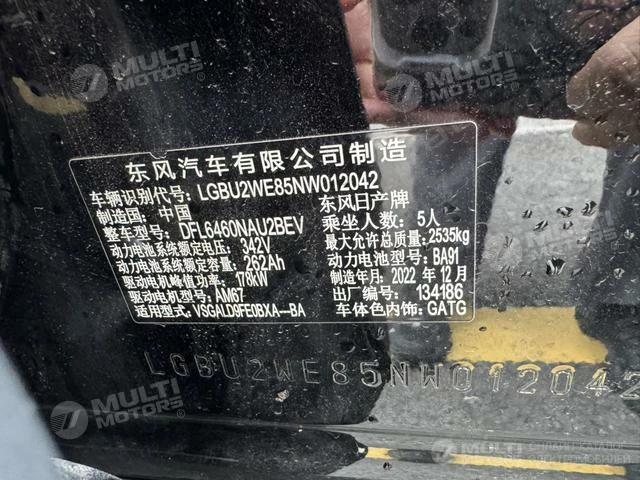 MULTI MOTORS®
MULTI MOTORS®
东风汽车有限公司制造
车辆识别代号: LGBU2WE85NW012042
制造国: 中国 东风日产牌
整车型号: DFL6460NAU2BEV 乘坐人数: 5人
动力电池系统额定电压: 342V 最大允许总质量: 2535kg
动力电池系统额定容量: 262Ah 动力电池型号: BA91
驱动电机峰值功率: 178kW 制造年月: 2022 年 12 月
驱动电机型号: AM67 出厂编号: 134186
适用型号: VSGALD9FE0BXA--BA 车体色内饰: GATG
LGBU2WE85NW012042
MULTI MOTORS®
MULTI MOTORS
ОНЛАЙН-КАТАЛОГ
ЭЛЕКТРОМОБИЛЕЙ